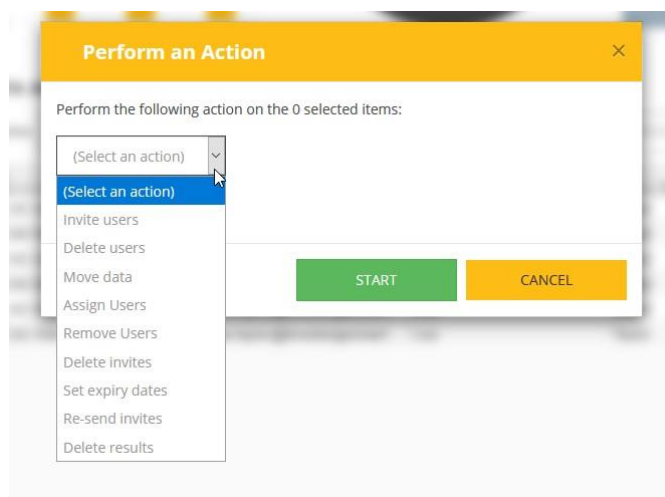 Perform an Action
×
Perform the following action on the 0 selected items:
(Select an action)
(Select an action)
Invite users
Delete users
Move data
Assign Users
Remove Users
Delete invites
Set expiry dates
Re-send invites
Delete results
START
CANCEL